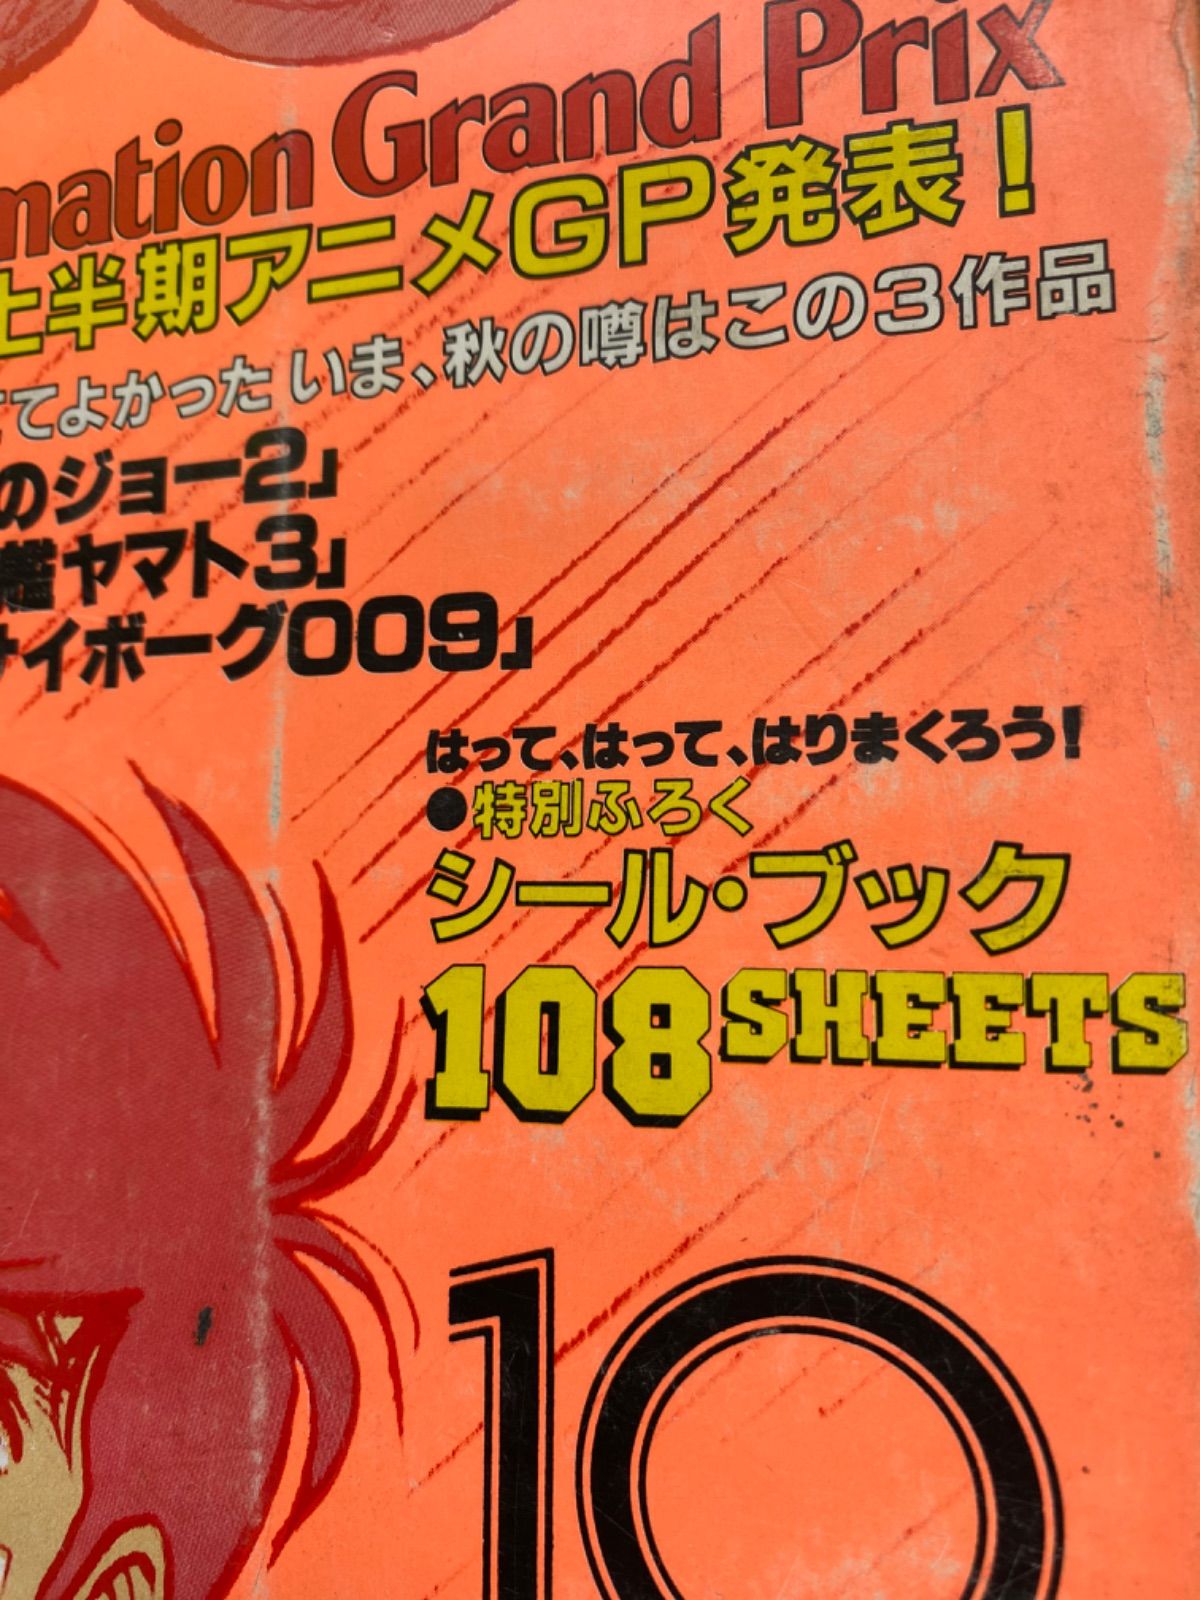 mation Grand Prix
上半期アニメGP発表!
てよかったいま、秋の噂はこの3作品
のジョー2」
艦ヤマト3」
サイボーグ009」
はって、はって、はりまくろう!
●特別ふろく
シール・ブック
108 SHEETS
10